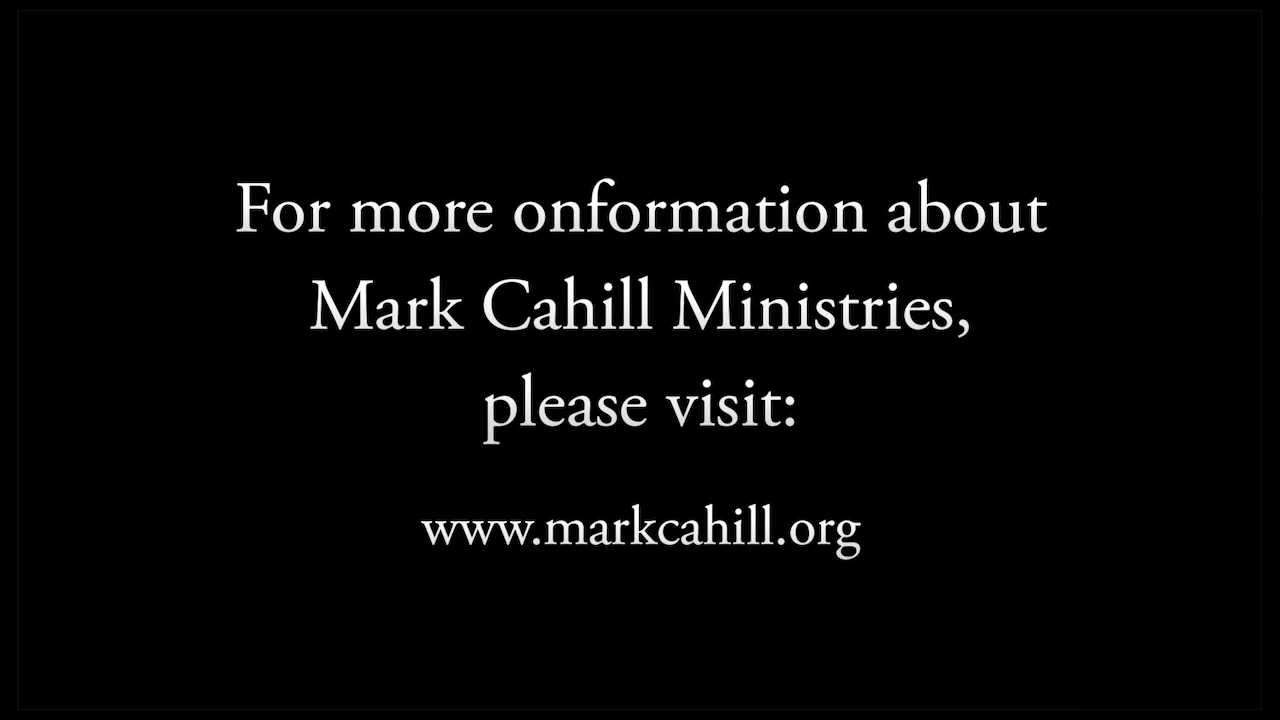 For more onformation about
Mark Cahill Ministries,
please visit:
www.markcahill.org